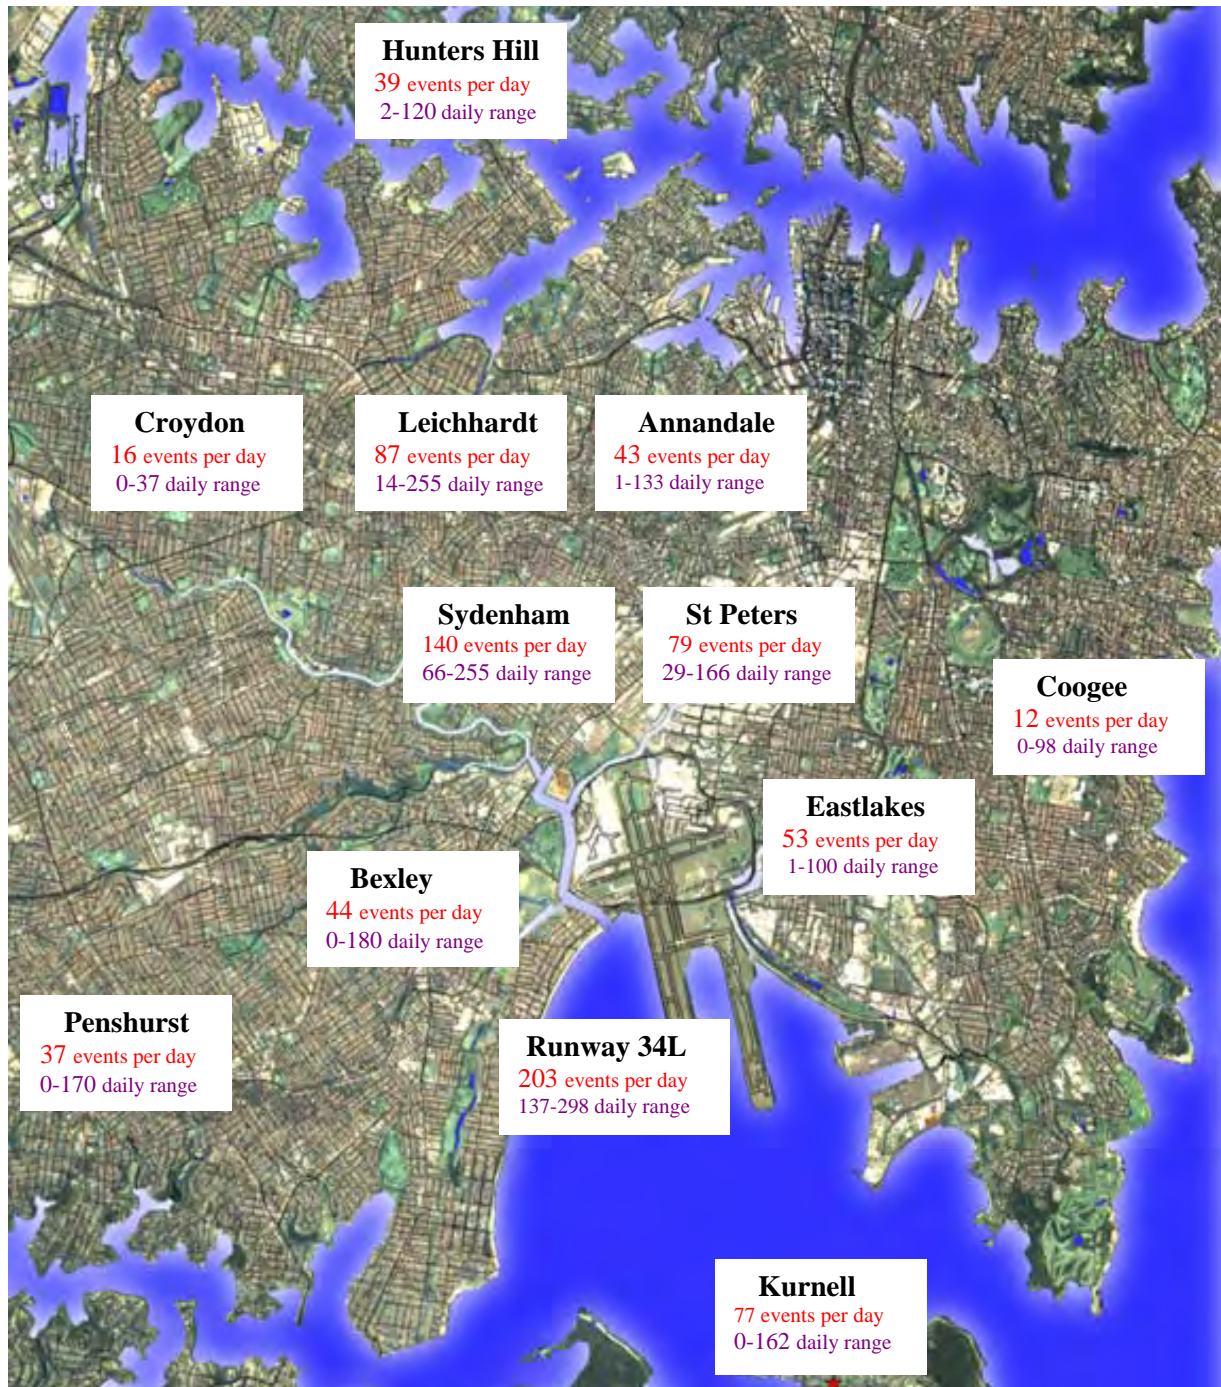 Hunters Hill
39 events per day
2-120 daily range
Croydon
16 events per day
0-37 daily range
Leichhardt
87 events per day
14-255 daily range
Annandale
43 events per day
1-133 daily range
Sydenham
140 events per day
66-255 daily range
St Peters
79 events per day
29-166 daily range
Coogee
12 events per day
0-98 daily range
Eastlakes
53 events per day
1-100 daily range
Bexley
44 events per day
0-180 daily range
Penshurst
37 events per day
0-170 daily range
Runway 34L
203 events per day
137-298 daily range
Kurnell
77 events per day
0-162 daily range